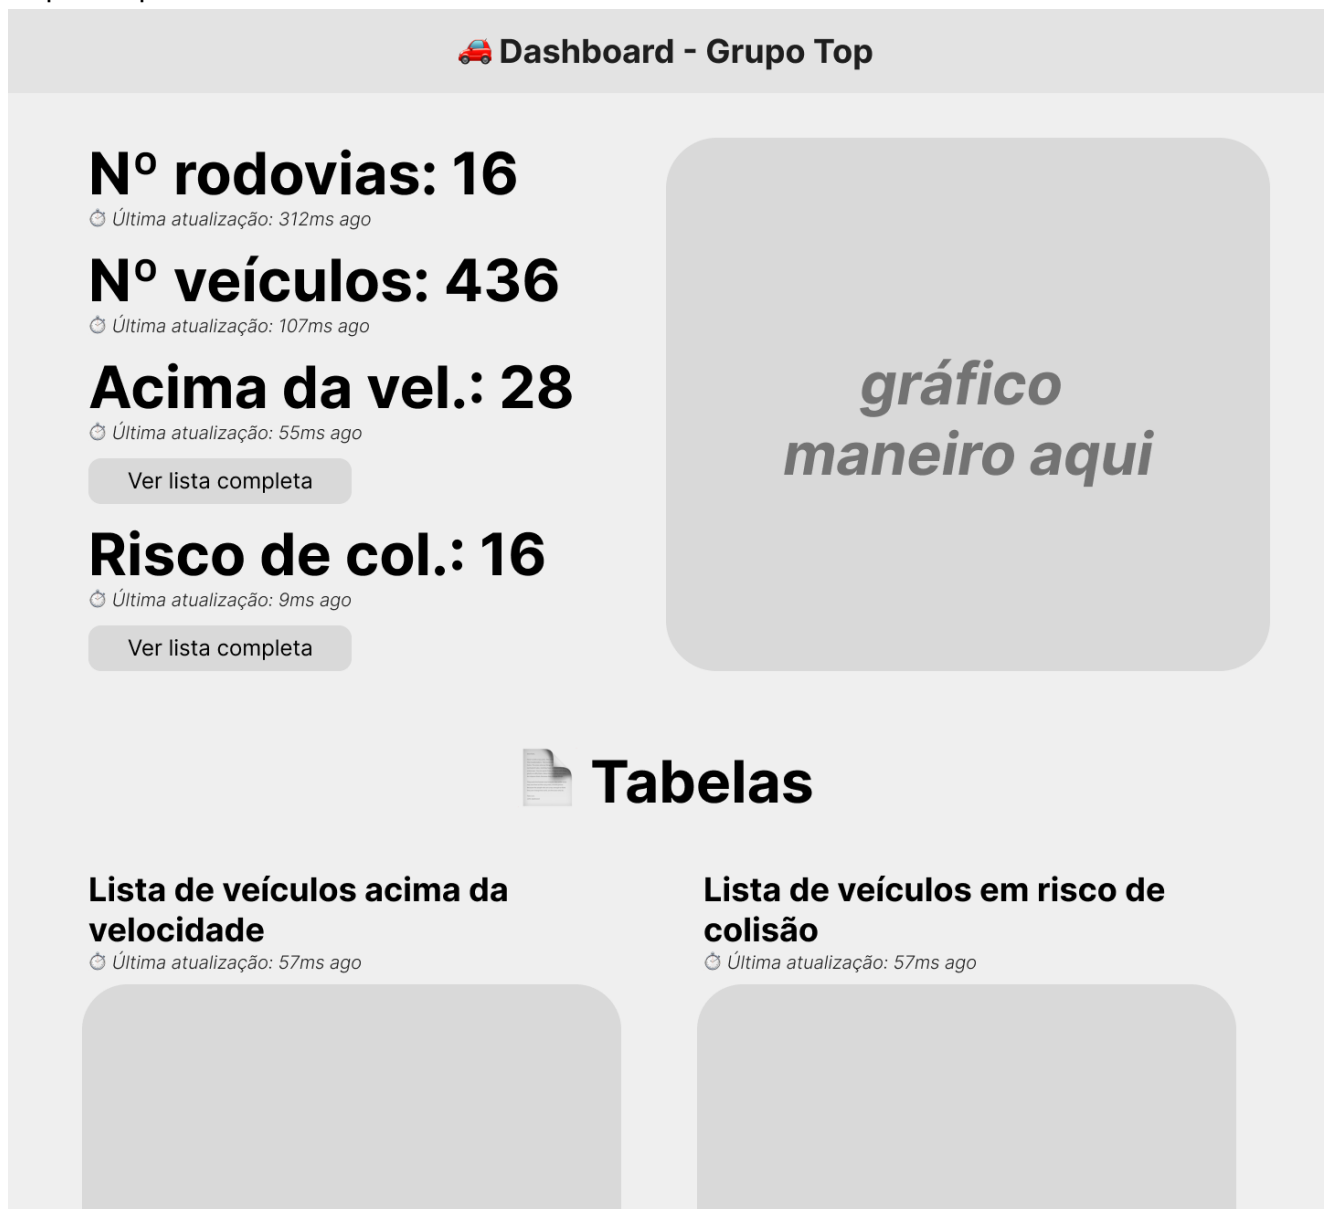 Dashboard - Grupo Top
Nº rodovias: 16
Última atualização: 312ms ago
Nº veículos: 436
Última atualização: 107ms ago
Acima da vel.: 28
Última atualização: 55ms ago
Ver lista completa
Risco de col.: 16
Última atualização: 9ms ago
Ver lista completa
gráfico
maneiro aqui
Tabelas
Lista de veículos acima da
velocidade
Última atualização: 57ms ago
Lista de veículos em risco de
colisão
Última atualização: 57ms ago